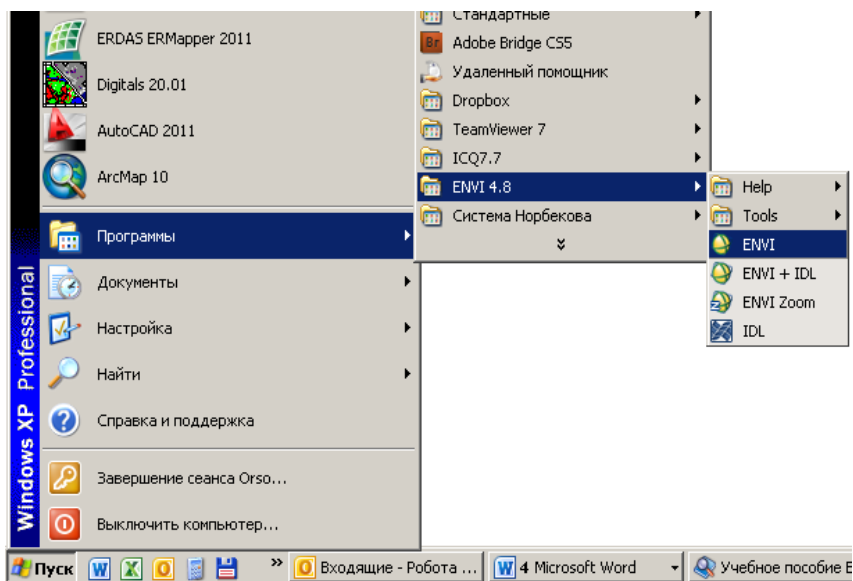 ERDAS ERMapper 2011
Digitals 20.01
AutoCAD 2011
ArcMap 10
Программы
Документы
Настройка
Найти
Справка и поддержка
Завершение сеанса Orso...
Выключить компьютер...
Windows XP Professional
Стандартные
Br Adobe Bridge CS5
Удаленный помощник
Dropbox
TeamViewer 7
ICQ7.7
ENVI 4.8
Система Норбекова
Help
Tools
ENVI
ENVI + IDL
ENVI Zoom
IDL
Пуск
Входящие - Робота ...
4 Microsoft Word
Учебное пособие E